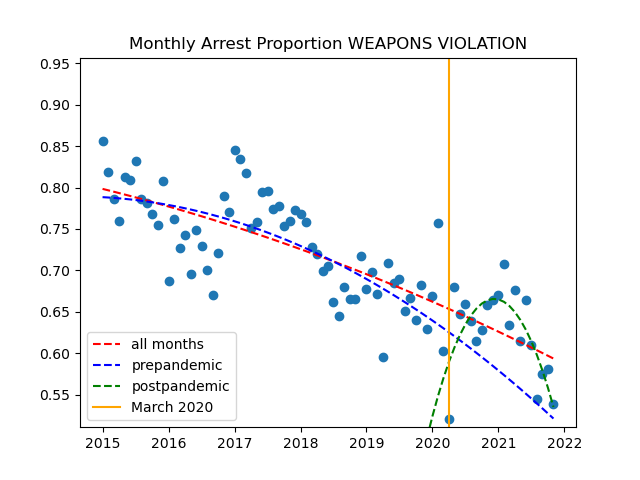 Monthly Arrest Proportion WEAPONS VIOLATION
0.95
0.90
0.85
0.80
0.75
0.70
0.65
0.60
0.55
all months
prepandemic
postpandemic
March 2020
2015 2016 2017 2018 2019 2020 2021 2022